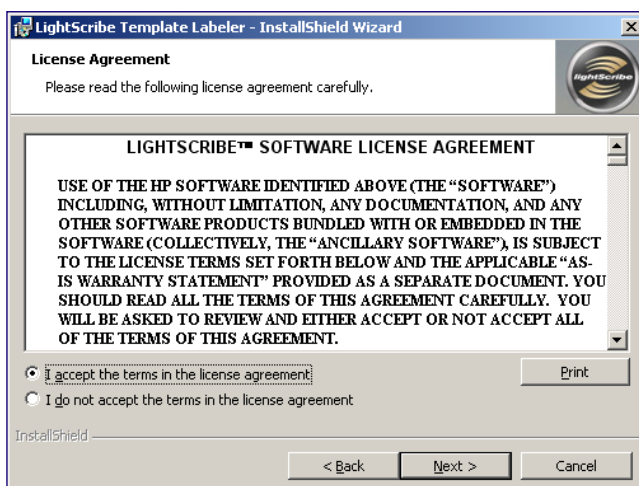 LightScribe Template Labeler - InstallShield Wizard
License Agreement
Please read the following license agreement carefully.
lightScribe
LIGHTSCRIBE™ SOFTWARE LICENSE AGREEMENT
USE OF THE HP SOFTWARE IDENTIFIED ABOVE (THE “SOFTWARE”)
INCLUDING, WITHOUT LIMITATION, ANY DOCUMENTATION, AND ANY
OTHER SOFTWARE PRODUCTS BUNDLED WITH OR EMBEDDED IN THE
SOFTWARE (COLLECTIVELY, THE “ANCILLARY SOFTWARE”), IS SUBJECT
TO THE LICENSE TERMS SET FORTH BELOW AND THE APPLICABLE “AS-
IS WARRANTY STATEMENT” PROVIDED AS A SEPARATE DOCUMENT. YOU
SHOULD READ ALL THE TERMS OF THIS AGREEMENT CAREFULLY. YOU
WILL BE ASKED TO REVIEW AND EITHER ACCEPT OR NOT ACCEPT ALL
OF THE TERMS OF THIS AGREEMENT.
I accept the terms in the license agreement
Print
I do not accept the terms in the license agreement
InstallShield
< Back
Next >
Cancel